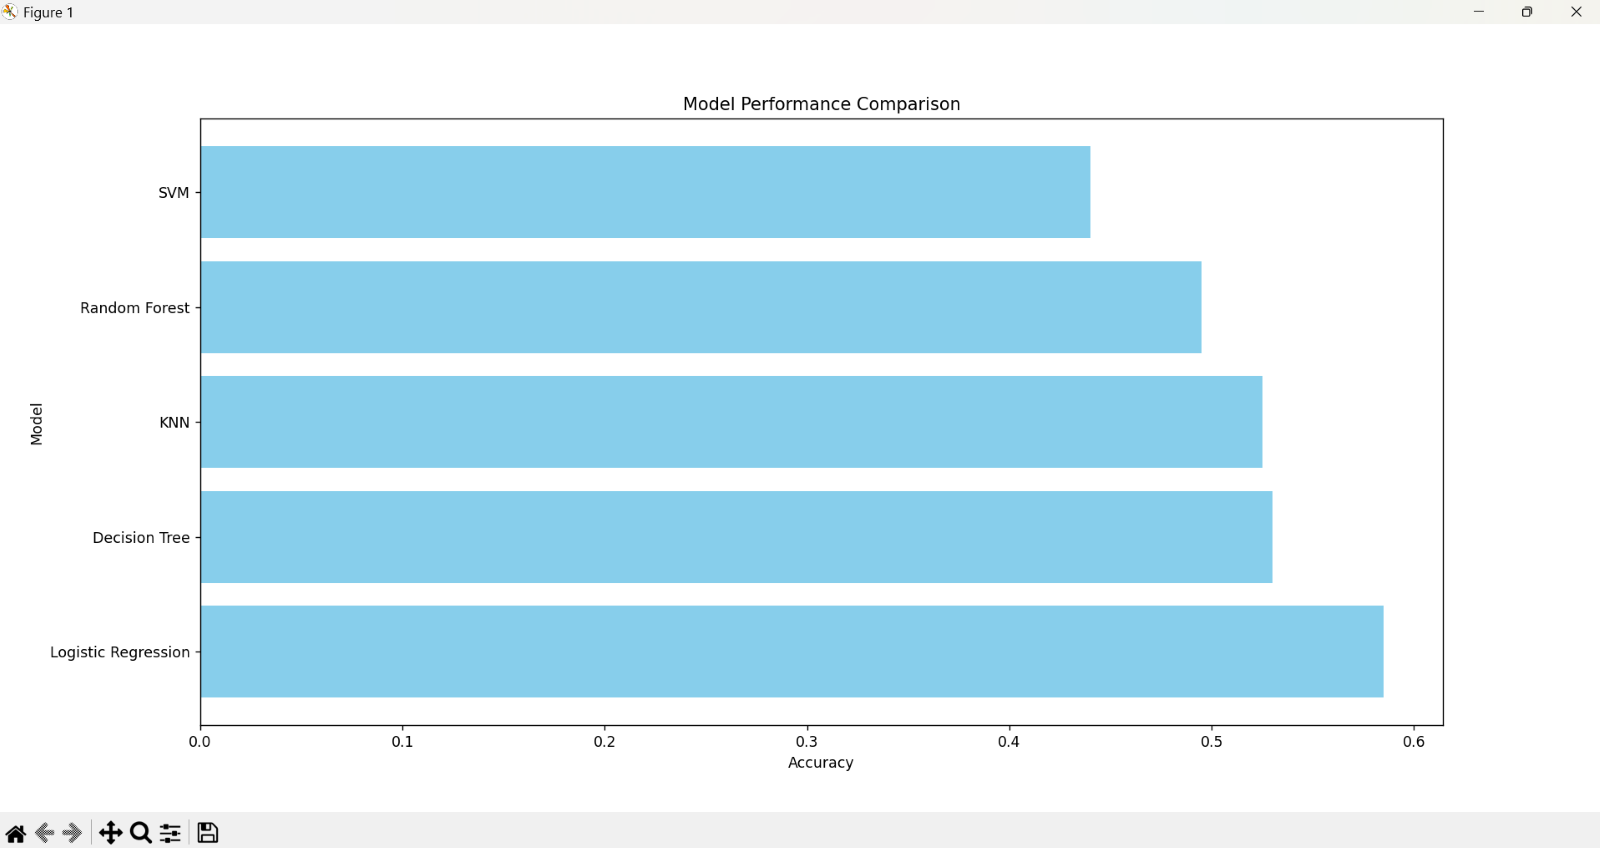 Figure 1
Model Performance Comparison
SVM
Random Forest
KNN
Model
Decision Tree
Logistic Regression
0.0 0.1 0.2 0.3 0.4 0.5 0.6
Accuracy